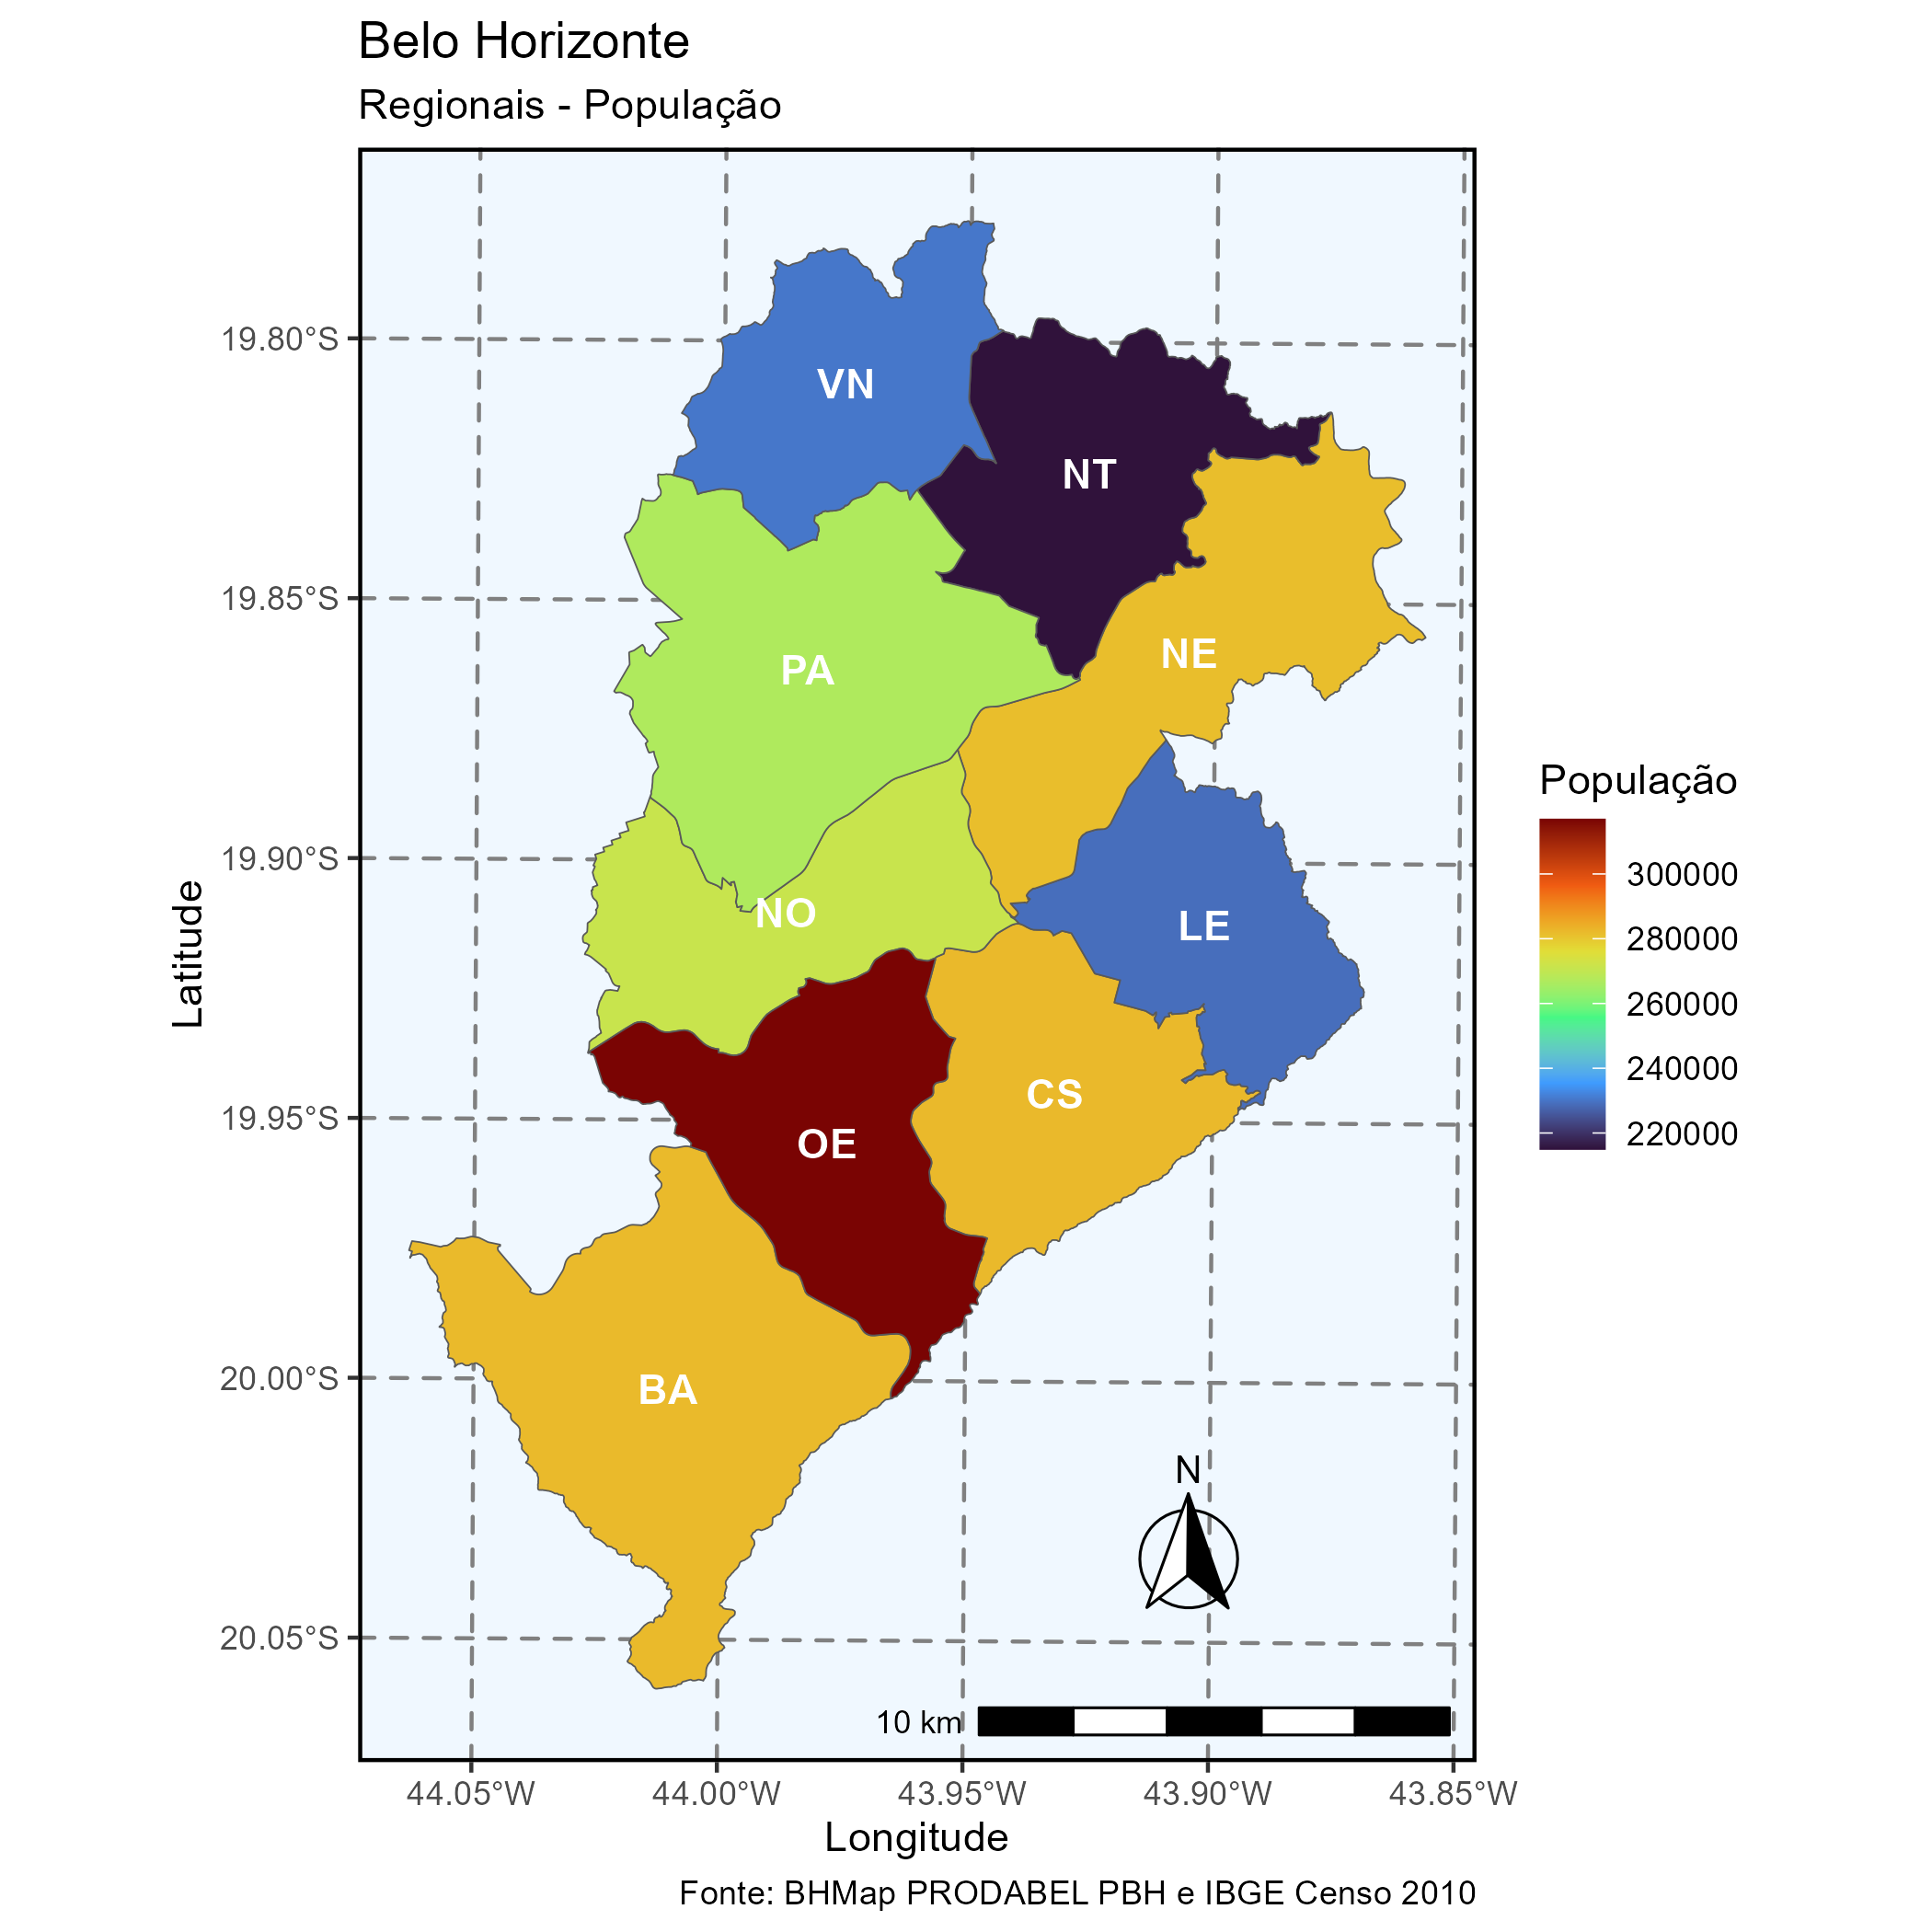 Belo Horizonte
Regionais - População
19.80°S
19.85°S
19.90°S
19.95°S
20.00°S
20.05°S
Latitude
VN
NT
NE
PA
NO
LE
CS
OE
BA
N
10 km
44.05°W
44.00°W
43.95°W
43.90°W
43.85°W
Longitude
População
300000
280000
260000
240000
220000
Fonte: BHMap PRODABEL PBH e IBGE Censo 2010